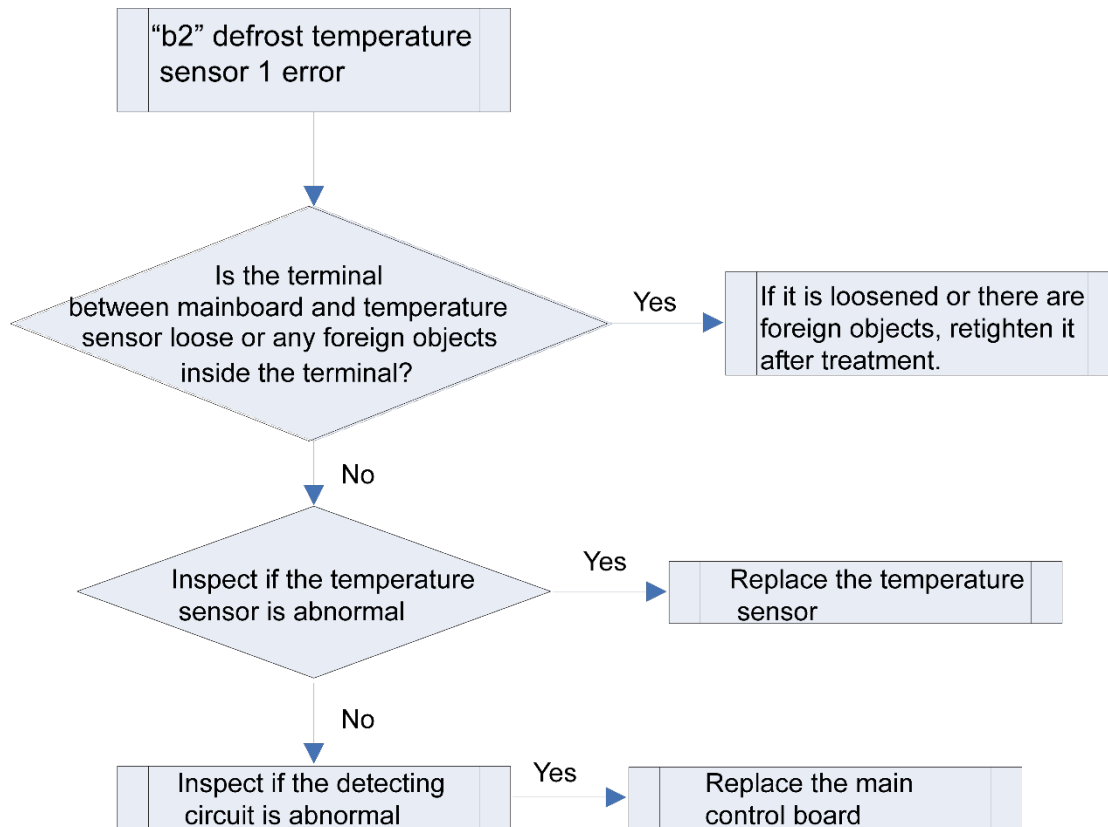 “b2” defrost temperature
sensor 1 error
Is the terminal
between mainboard and temperature
sensor loose or any foreign objects
inside the terminal?
Yes
If it is loosened or there are
foreign objects, retighten it
after treatment.
No
Inspect if the temperature
sensor is abnormal
Yes
Replace the temperature
sensor
No
Inspect if the detecting
circuit is abnormal
Yes
Replace the main
control board